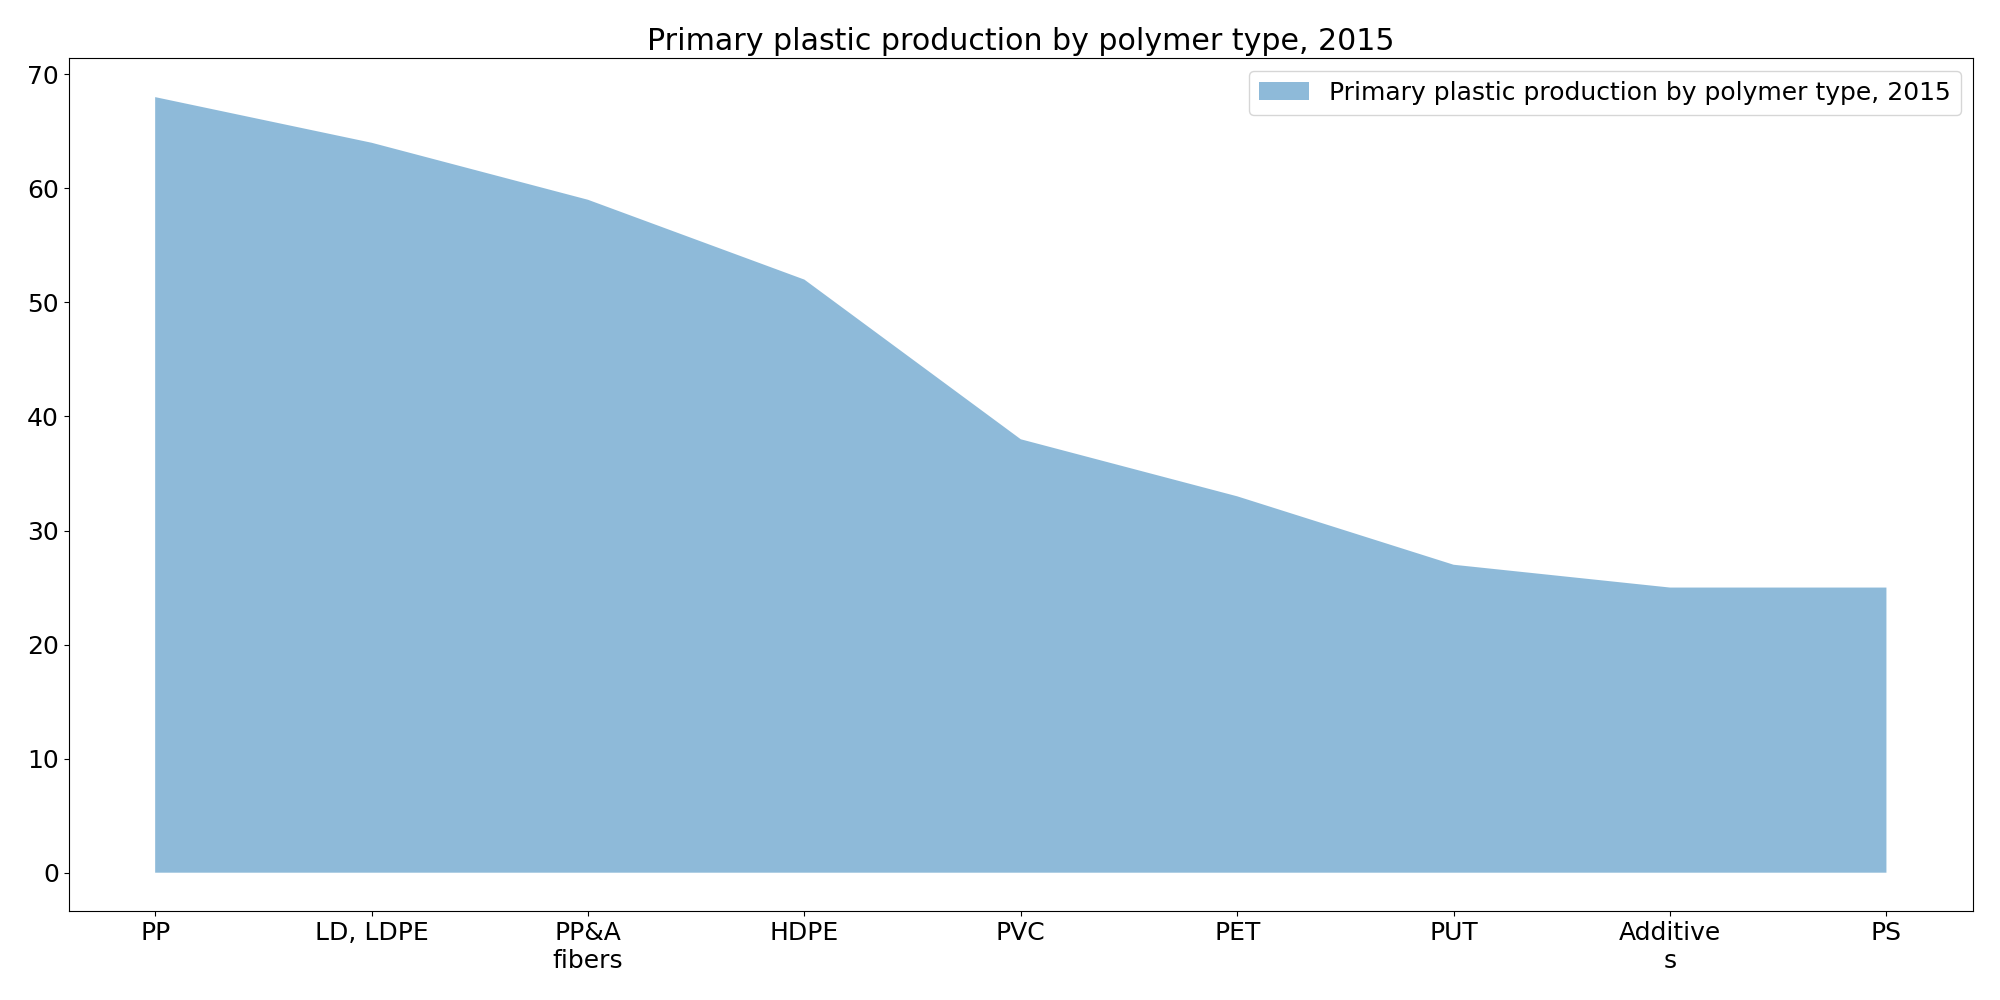 Primary plastic production by polymer type, 2015
Primary plastic production by polymer type, 2015
70
60
50
40
30
20
10
0
PP
LD, LDPE
PP&A
fibers
HDPE
PVC
PET
PUT
Additive
s
PS